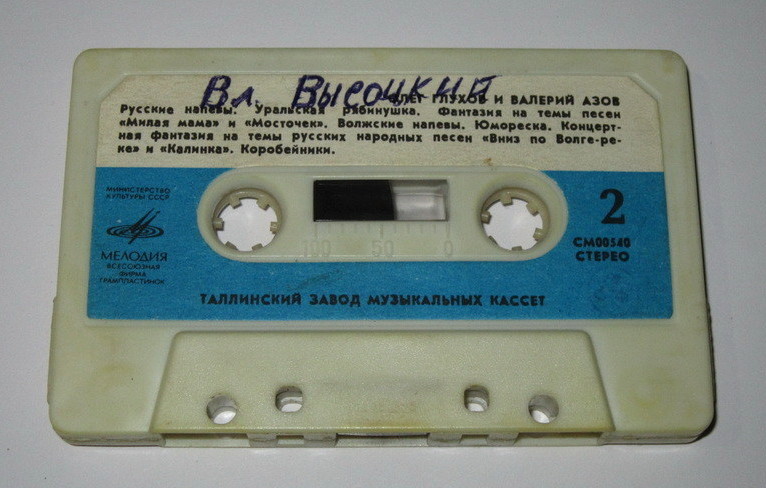 Вл. Высоцкий
ОЛЕГ ГЛУХОВ И ВАЛЕРИЙ АЗОВ
Русские напевы. Уральская рябинушка. Фантазия на темы песен
«Милая мама» и «Мосточек». Волжские напевы. Юмореска. Концерт-
ная фантазия на темы русских народных песен «Вниз по Волге-ре-
ке» и «Калинка». Коробейники.
МИНИСТЕРСТВО
КУЛЬТУРЫ СССР
МЕЛОДИЯ
ВСЕСОЮЗНАЯ
ФИРМА
ГРАМПЛАСТИНОК
100 50 0
2
СМ00540
СТЕРЕО
ТАЛЛИНСКИЙ ЗАВОД МУЗЫКАЛЬНЫХ КАССЕТ